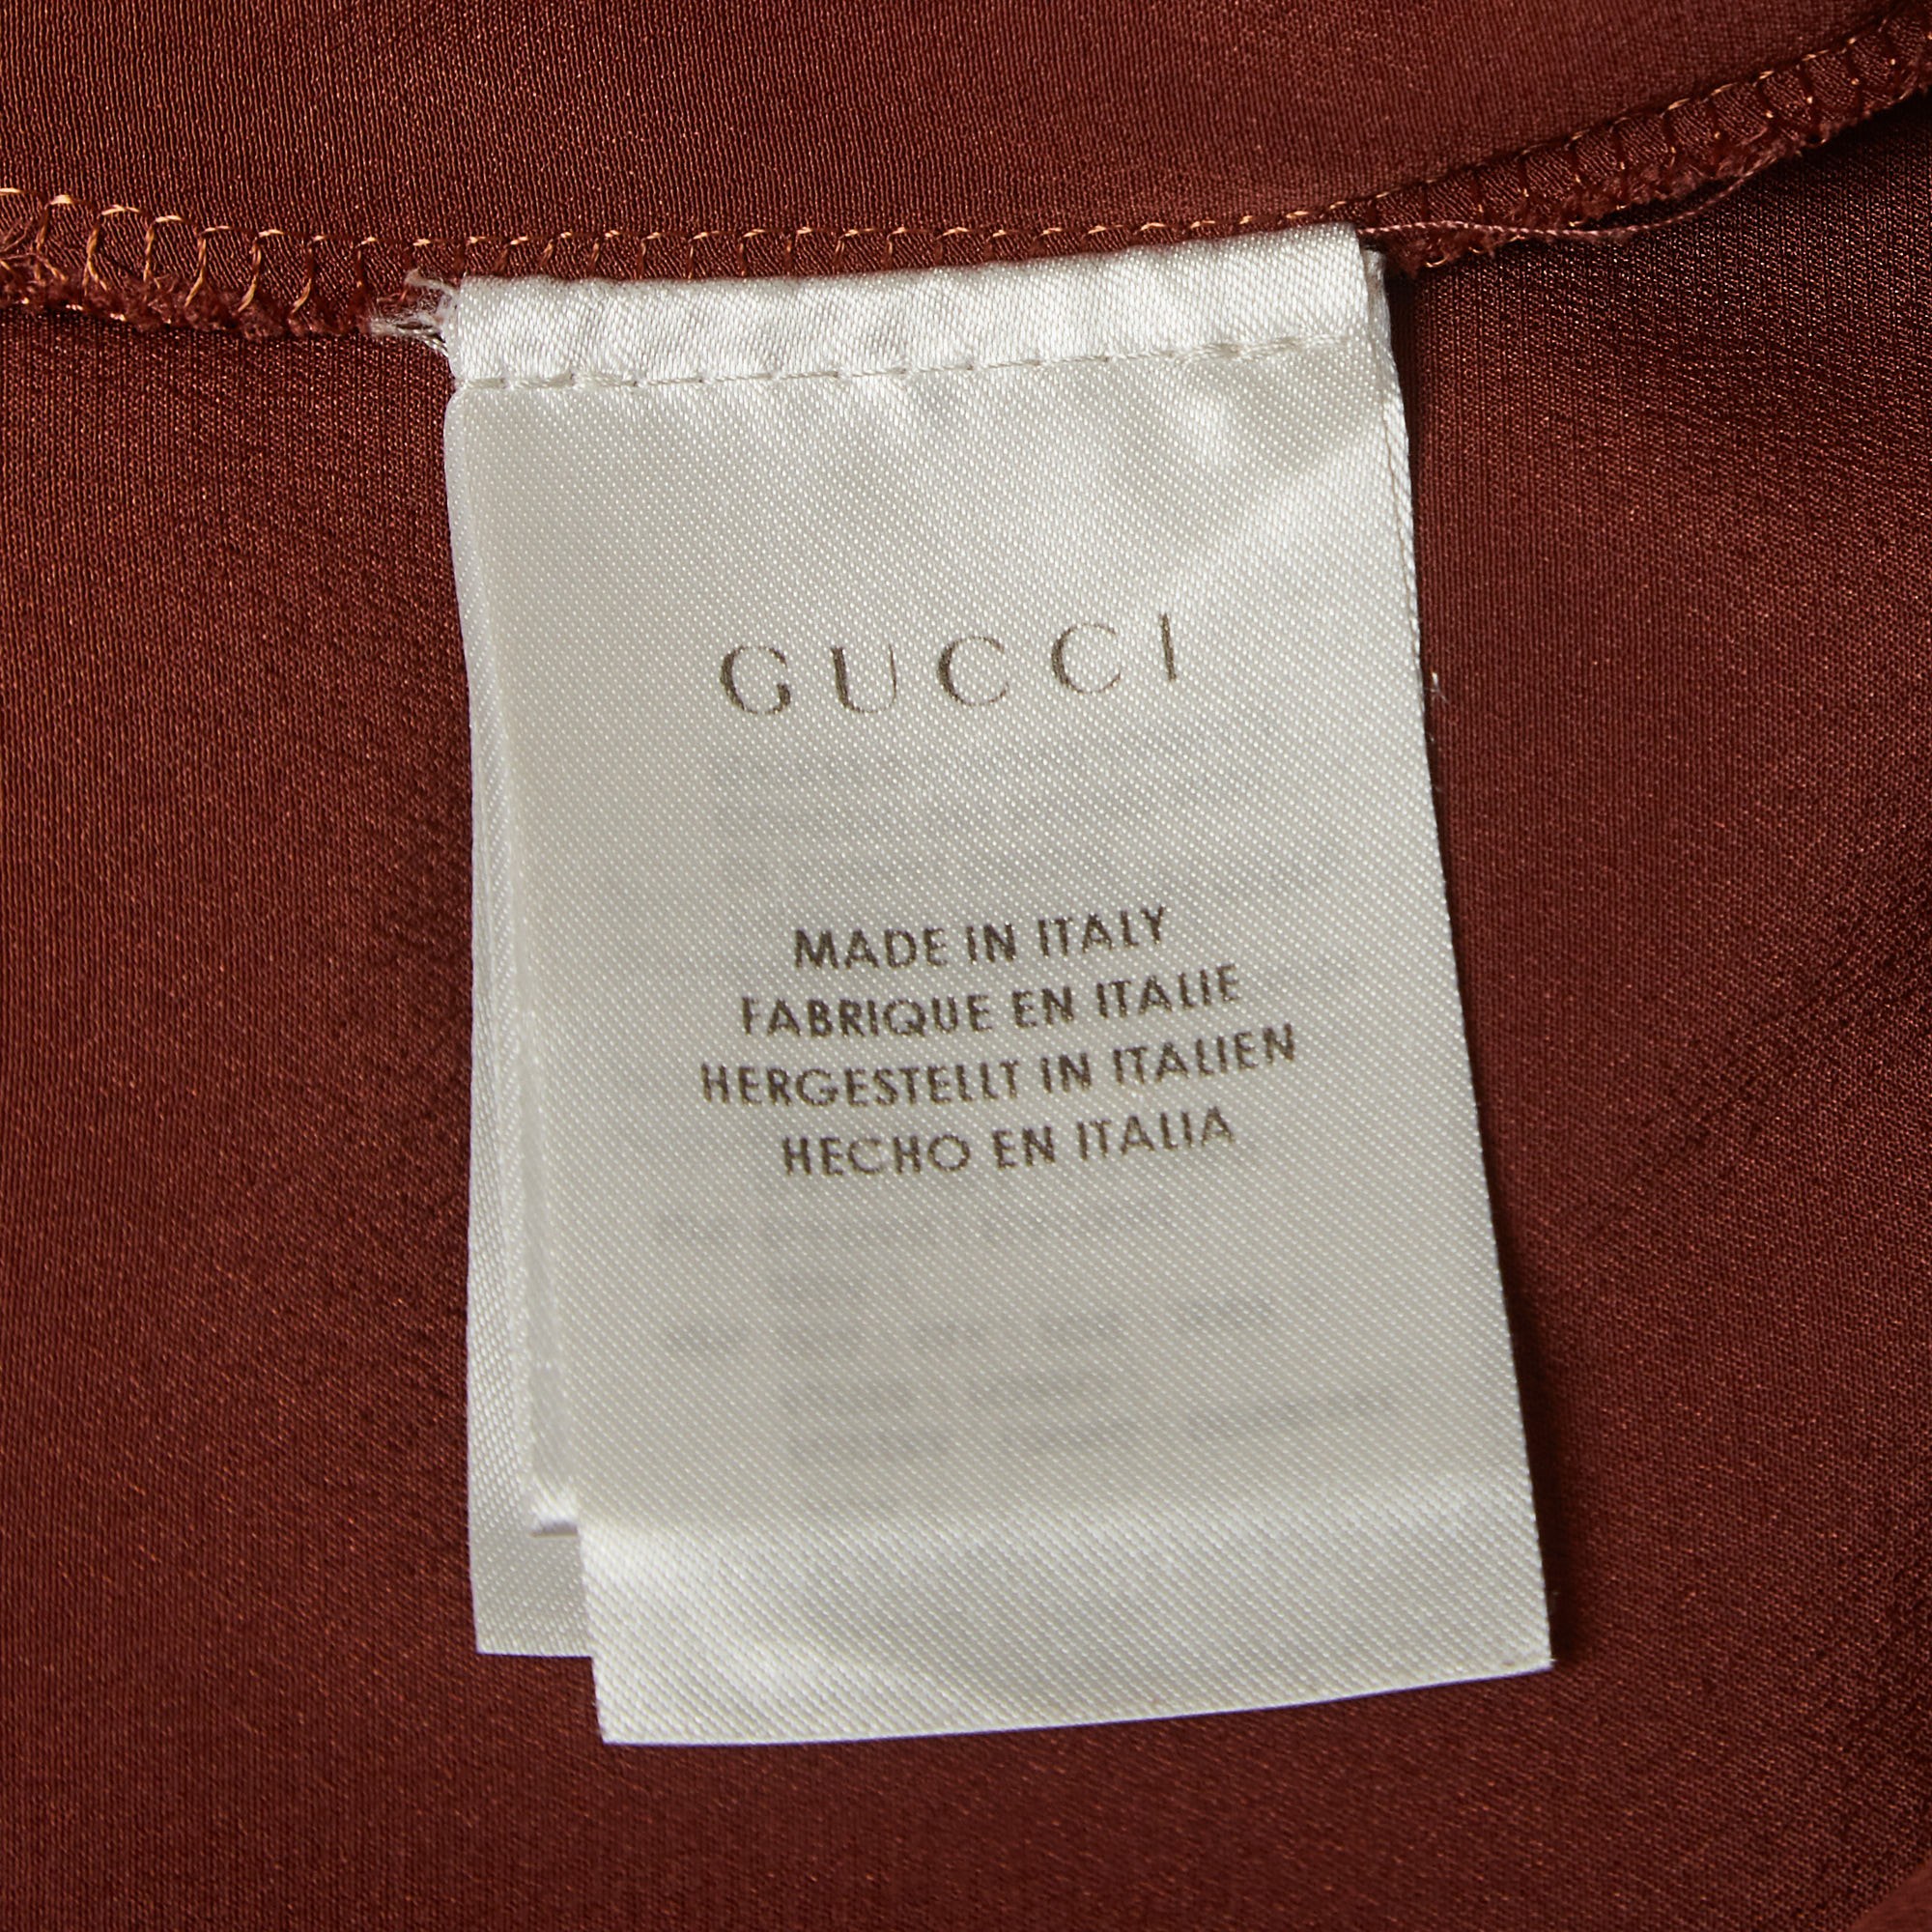 GUCCI
MADE IN ITALY
FABRIQUE EN ITALIE
HERGESTELLT IN ITALIEN
HECHO EN ITALIA